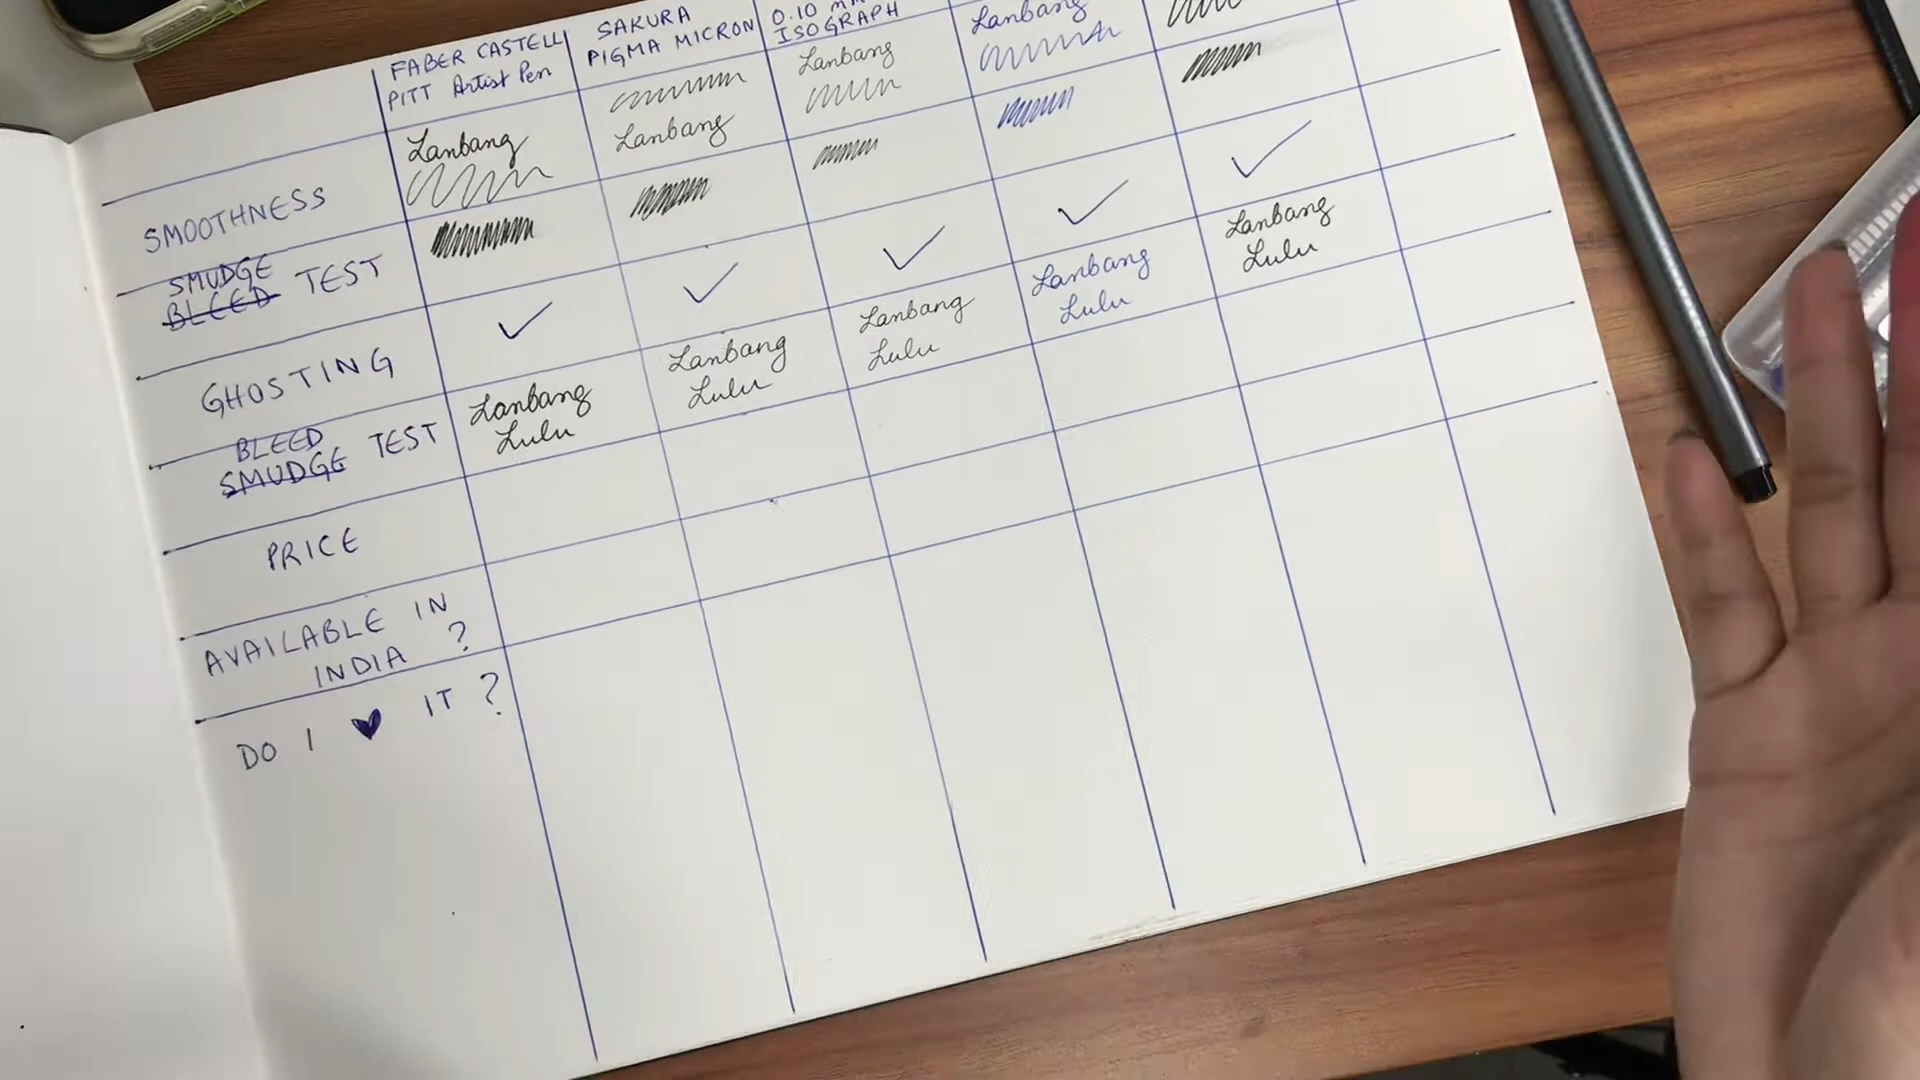 FABER CASTELL
PITT Artist Pen
SAKURA
PIGMA MICRON
0.10 mm
ISOGRAPH
SMOOTHNESS
Lanbang
Lanbang
Lanbang
Lanbang
SMUDGE
BLEED TEST
GHOSTING
BLEED
SMUDGE TEST
Lanbang
Lulu
Lanbang
Lulu
Lanbang
Lulu
Lanbang
Lulu
Lanbang
Lulu
PRICE
AVAILABLE IN
INDIA ?
DO I ♥ IT ?